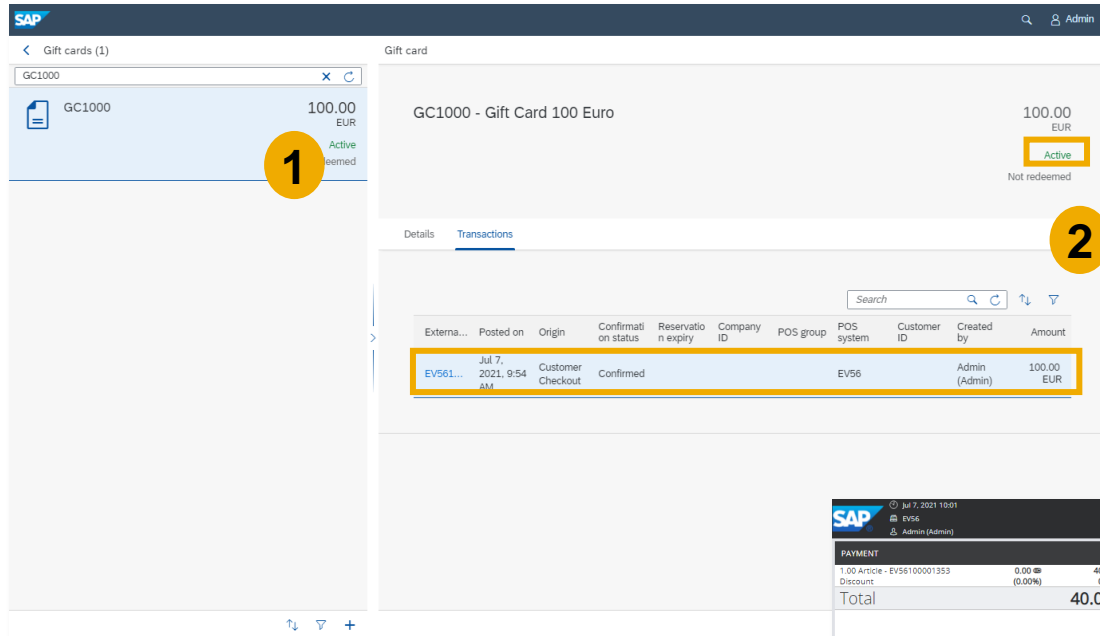 SAP
Admin
Gift cards (1)
Gift card
GC1000
GC1000
100.00
EUR
Active
1
GC1000 - Gift Card 100 Euro
100.00
EUR
Active
Not redeemed
Details Transactions
2
Search
Externa... Posted on Origin Confirmati on status Reservatio n expiry Company ID POS group POS system Customer ID Created by Amount
EV561... Jul 7, 2021, 9:54 AM Customer Checkout Confirmed EV56 Admin (Admin) 100.00 EUR
SAP
Jul 7, 2021 10:01
EV56
Admin (Admin)
PAYMENT
1.00 Article - EV56100001353 0.00
Discount (0.00%)
Total 40.0